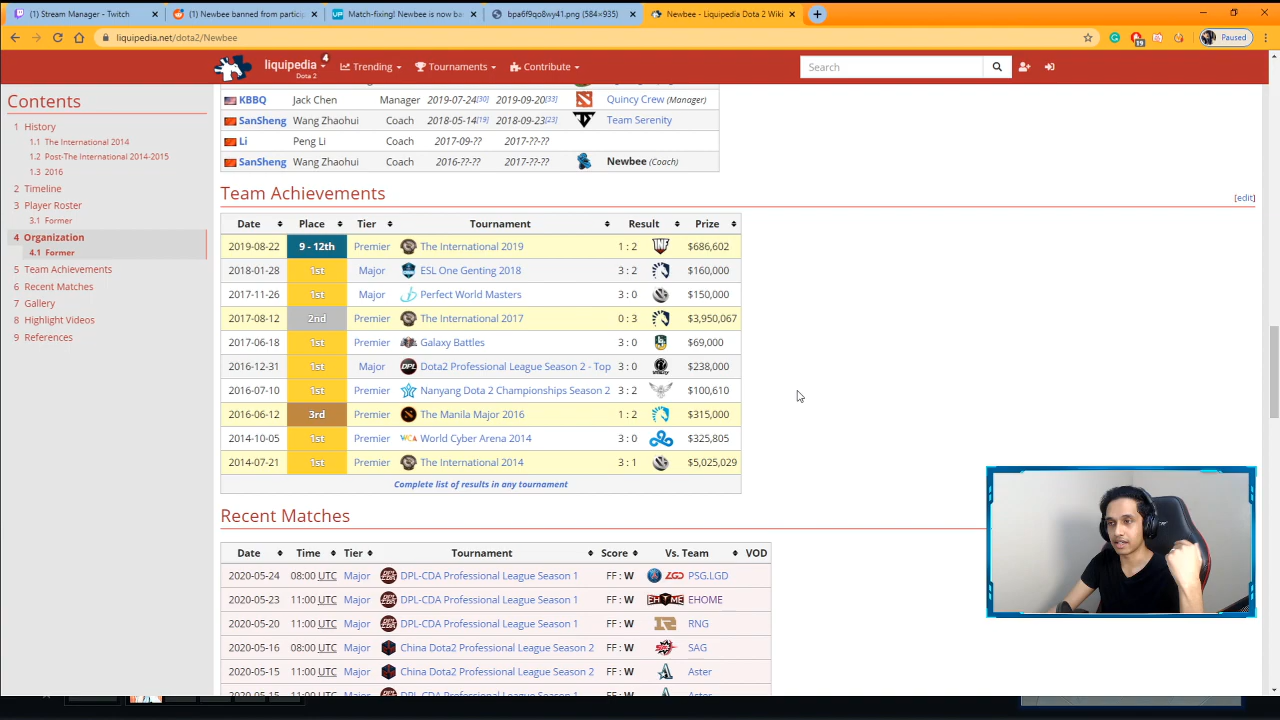 (1) Stream Manager - Twitch
(1) Newbee banned from particip
UP Match-fixing! Newbee is now ba
bpa6f9qo8wy41.png (584×935)
Newbee - Liquipedia Dota 2 Wiki
liquipedia.net/dota2/Newbee
19
Paused
liquipedia
4
Dota 2
Trending
Tournaments
Contribute
Search
Contents
1 History
1.1 The International 2014
1.2 Post-The International 2014-2015
1.3 2016
2 Timeline
3 Player Roster
3.1 Former
4 Organization
4.1 Former
5 Team Achievements
6 Recent Matches
7 Gallery
8 Highlight Videos
9 References
KBBQ Jack Chen Manager 2019-07-24[30] 2019-09-20[33] Quincy Crew (Manager)
SanSheng Wang Zhaohui Coach 2018-05-14[19] 2018-09-23[23] Team Serenity
Li Peng Li Coach 2017-09-?? 2017-??-??
SanSheng Wang Zhaohui Coach 2016-??-?? 2017-??-?? Newbee (Coach)
Team Achievements [edit]
Date Place Tier Tournament Result Prize
2019-08-22 9 - 12th Premier The International 2019 1 : 2 INF $686,602
2018-01-28 1st Major ESL One Genting 2018 3 : 2 $160,000
2017-11-26 1st Major Perfect World Masters 3 : 0 $150,000
2017-08-12 2nd Premier The International 2017 0 : 3 $3,950,067
2017-06-18 1st Premier Galaxy Battles 3 : 0 $69,000
2016-12-31 1st Major DPL Dota2 Professional League Season 2 - Top 3 : 0 $238,000
2016-07-10 1st Premier Nanyang Dota 2 Championships Season 2 3 : 2 $100,610
2016-06-12 3rd Premier The Manila Major 2016 1 : 2 $315,000
2014-10-05 1st Premier WCA World Cyber Arena 2014 3 : 0 $325,805
2014-07-21 1st Premier The International 2014 3 : 1 $5,025,029
Complete list of results in any tournament
Recent Matches
Date Time Tier Tournament Score Vs. Team VOD
2020-05-24 08:00 UTC Major DPL-CDA Professional League Season 1 FF : W LGD PSG.LGD
2020-05-23 11:00 UTC Major DPL-CDA Professional League Season 1 FF : W EHOME EHOME
2020-05-20 11:00 UTC Major DPL-CDA Professional League Season 1 FF : W RNG
2020-05-16 08:00 UTC Major China Dota2 Professional League Season 2 FF : W SAG
2020-05-15 11:00 UTC Major China Dota2 Professional League Season 2 FF : W Aster